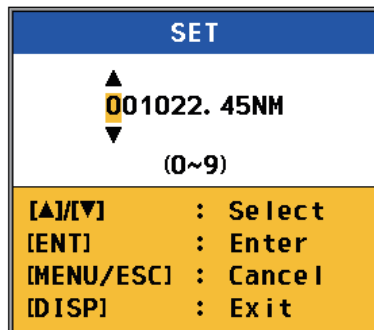 SET
▲
001022.45NM
▼
(0~9)
[▲]/[▼] : Select
[ENT] : Enter
[MENU/ESC] : Cancel
[DISP] : Exit